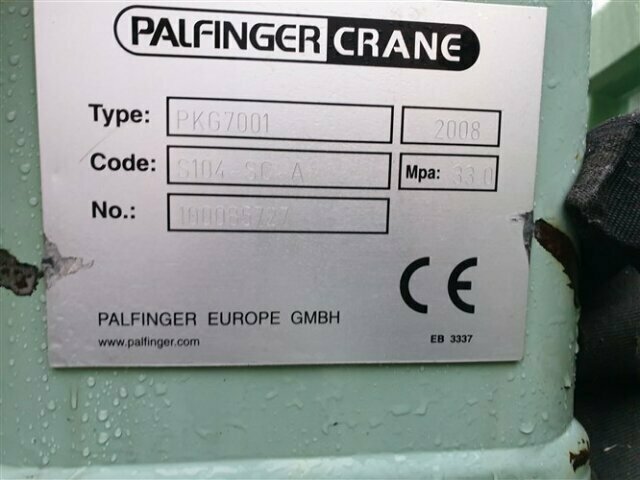 PALFINGER CRANE
Type: PKG7001 2008
Code: S104-SC A Mpa: 33.0
No.: 100085727
PALFINGER EUROPE GMBH
www.palfinger.com
CE
EB 3337